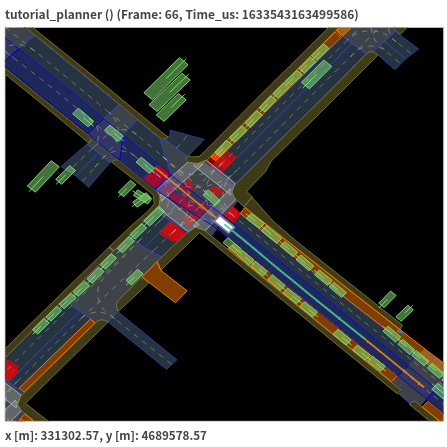 tutorial_planner () (Frame: 66, Time_us: 1633543163499586)
x [m]: 331302.57, y [m]: 4689578.57